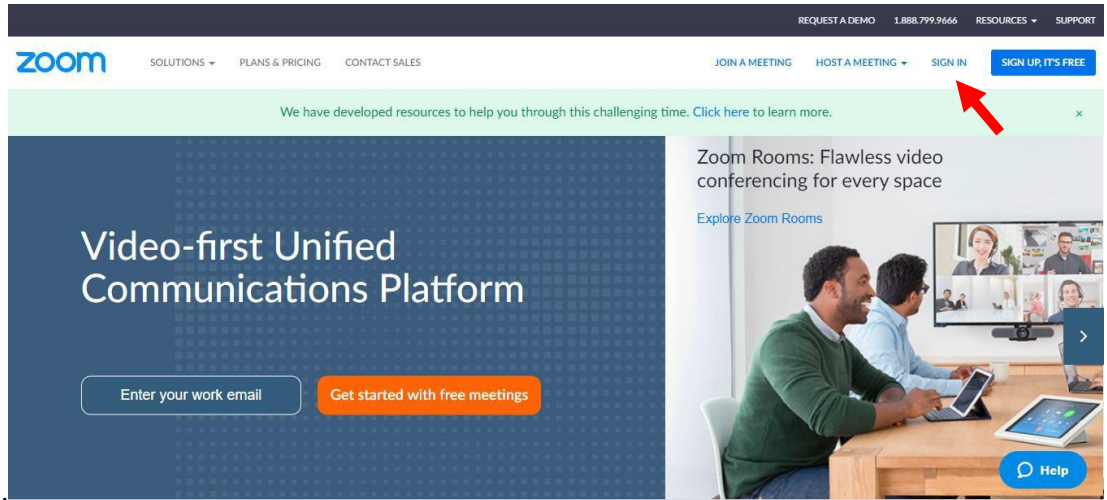 REQUEST A DEMO 1.888.799.9666 RESOURCES SUPPORT
zoom SOLUTIONS PLANS & PRICING CONTACT SALES JOIN A MEETING HOST A MEETING SIGN IN SIGN UP, IT'S FREE
We have developed resources to help you through this challenging time. Click here to learn more. ×
Zoom Rooms: Flawless video
conferencing for every space
Explore Zoom Rooms
Video-first Unified
Communications Platform
Enter your work email Get started with free meetings
Help
.